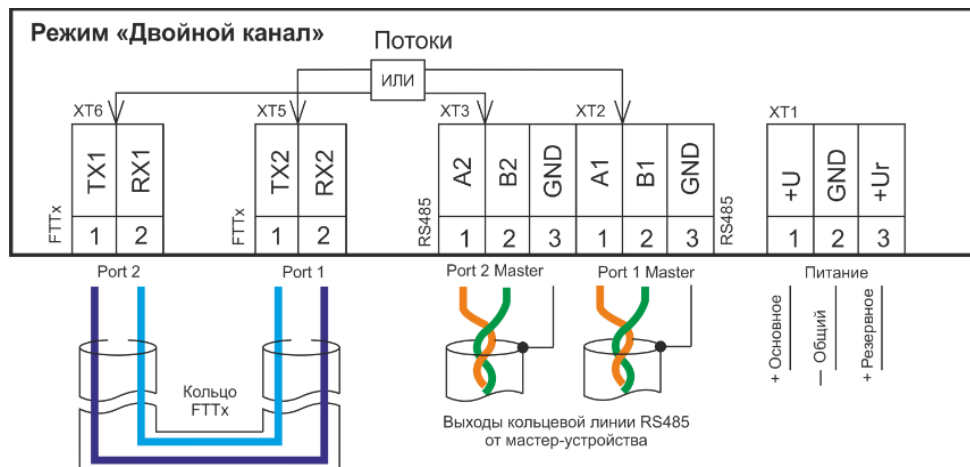 Режим «Двойной канал»
Потоки
ИЛИ
XT6
XT5
XT3
XT2
XT1
TX1
RX1
TX2
RX2
A2
B2
GND
A1
B1
GND
+U
GND
+Ur
FTTx
1
2
FTTx
1
2
RS485
1
2
3
1
2
3
RS485
1
2
3
Port 2
Port 1
Port 2 Master
Port 1 Master
Питание
+ Основное
— Общий
+ Резервное
Кольцо
FTTx
Выходы кольцевой линии RS485
от мастер-устройства